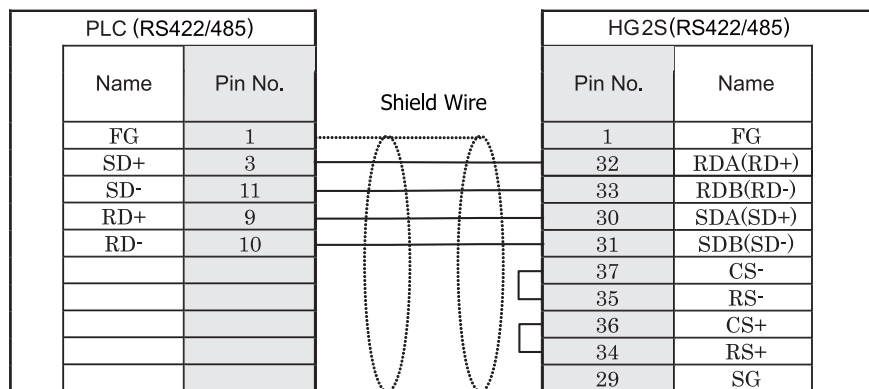 PLC (RS422/485) HG2S(RS422/485)
Name Pin No. Pin No. Name
Shield Wire
FG 1 1 FG
SD+ 3 32 RDA(RD+)
SD- 11 33 RDB(RD-)
RD+ 9 30 SDA(SD+)
RD- 10 31 SDB(SD-)
37 CS-
35 RS-
36 CS+
34 RS+
29 SG